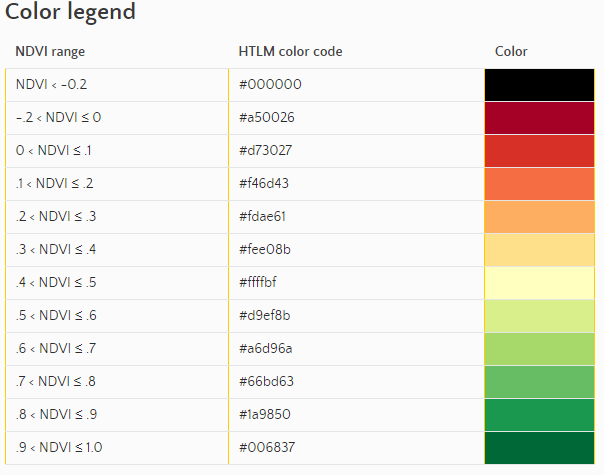 Color legend
NDVI range HTLM color code Color
NDVI < -0.2 #000000
-.2 < NDVI ≤ 0 #a50026
0 < NDVI ≤ .1 #d73027
.1 < NDVI ≤ .2 #f46d43
.2 < NDVI ≤ .3 #fdae61
.3 < NDVI ≤ .4 #fee08b
.4 < NDVI ≤ .5 #ffffbf
.5 < NDVI ≤ .6 #d9ef8b
.6 < NDVI ≤ .7 #a6d96a
.7 < NDVI ≤ .8 #66bd63
.8 < NDVI ≤ .9 #1a9850
.9 < NDVI ≤ 1.0 #006837